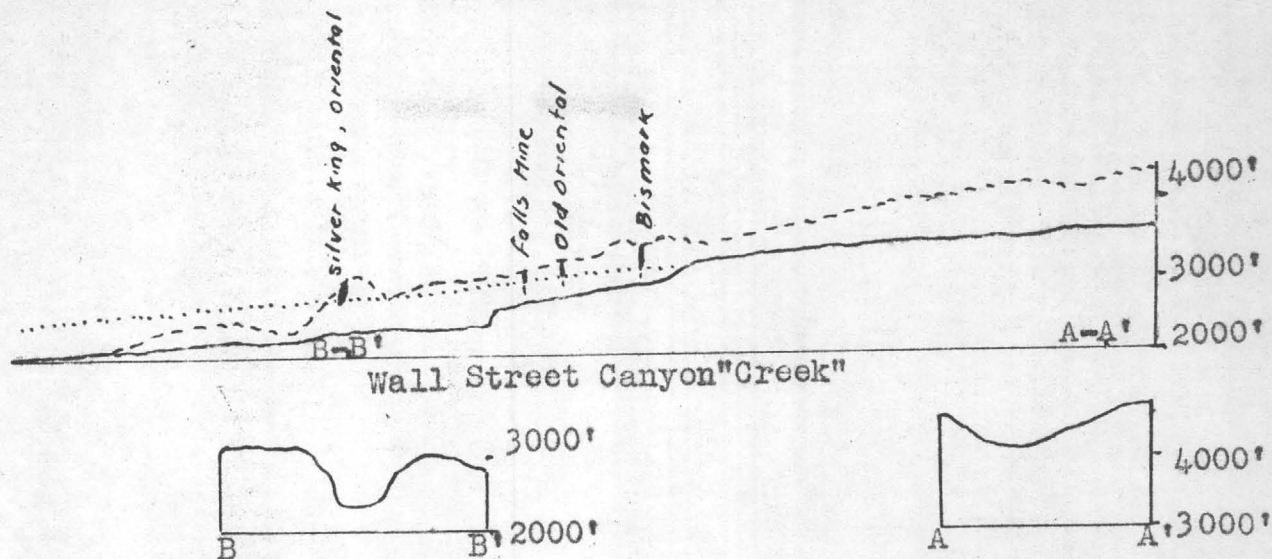 silver king, oriental
Falls Mine
Old Oriental
Bismark
4000'
3000'
2000'
B-B'
A-A'
Wall Street Canyon"Creek"
3000'
2000'
B
B'
4000'
3000'
A
A'